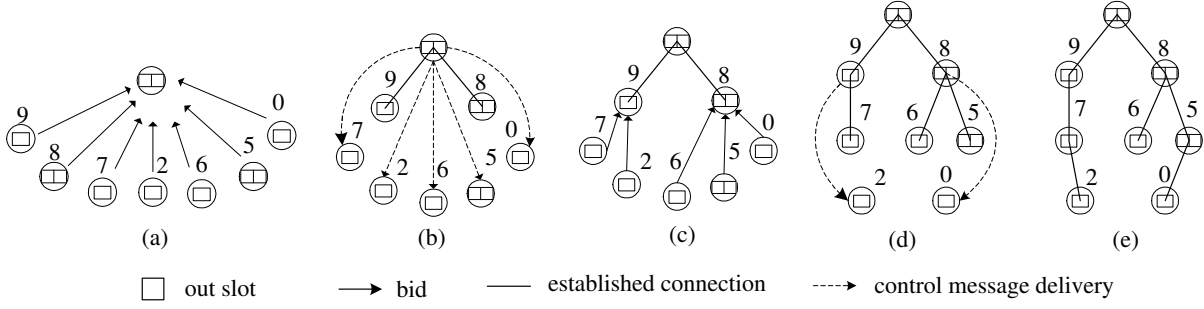 9 8 7 2 6 5 0
(a)
9 8 7 2 6 5 0
(b)
9 8 7 2 6 5 0
(c)
9 8 7 6 5 2 0
(d)
9 8 7 6 5 2 0
(e)
out slot
bid
established connection
control message delivery